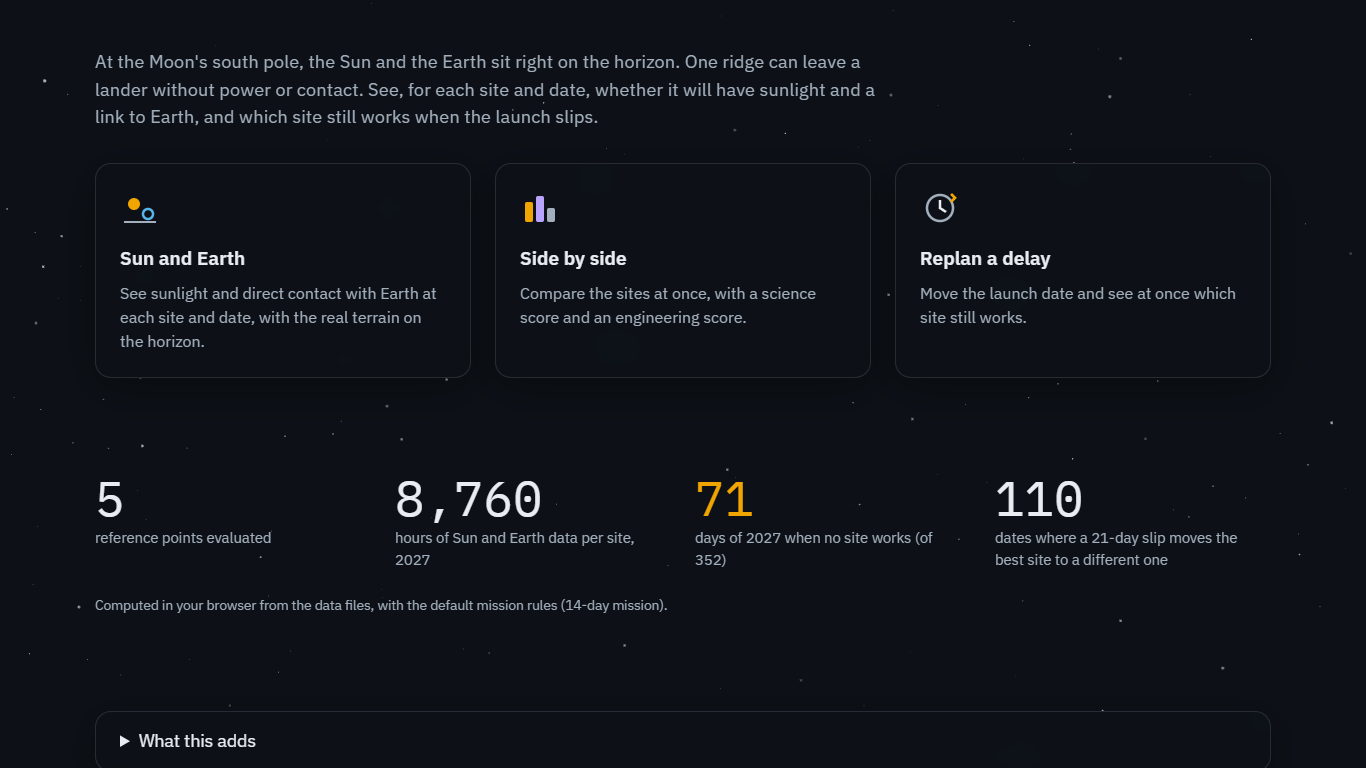 At the Moon's south pole, the Sun and the Earth sit right on the horizon. One ridge can leave a
lander without power or contact. See, for each site and date, whether it will have sunlight and a
link to Earth, and which site still works when the launch slips.
Sun and Earth
See sunlight and direct contact with Earth at
each site and date, with the real terrain on
the horizon.
Side by side
Compare the sites at once, with a science
score and an engineering score.
Replan a delay
Move the launch date and see at once which
site still works.
5
reference points evaluated
8,760
hours of Sun and Earth data per site,
2027
71
days of 2027 when no site works (of
352)
110
dates where a 21-day slip moves the
best site to a different one
Computed in your browser from the data files, with the default mission rules (14-day mission).
What this adds